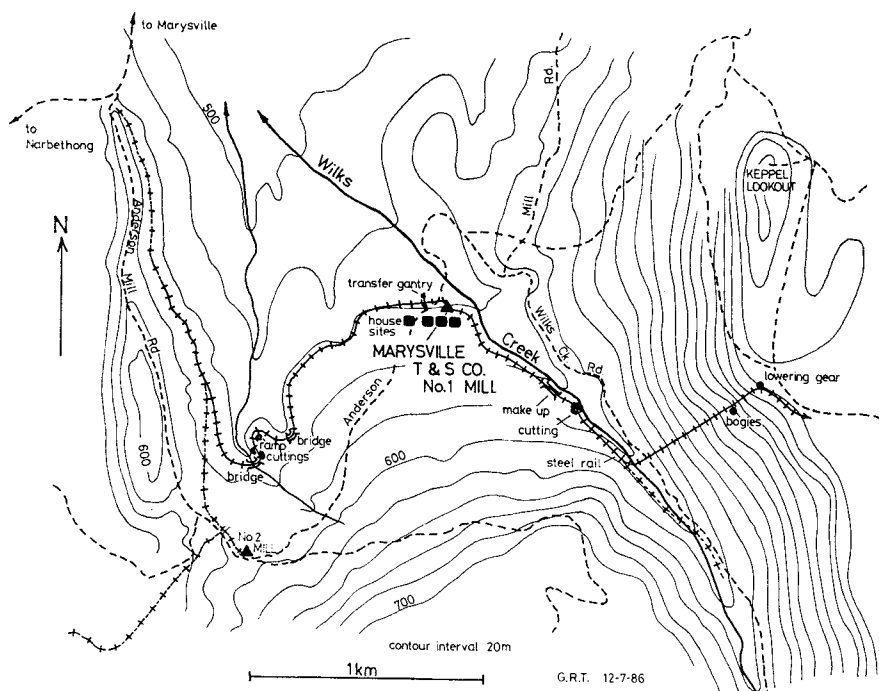 to Marysville
to
Narbethong
500
Wilks
Rd.
Mill
KEPPEL
LOOKOUT
N
Anderson
Mill
Rd
transfer gantry
house
sites
MARYSVILLE
T & S CO.
No.1 MILL
Creek
Wilks
Ck
Rd
lowering gear
make up
cutting
bogies
Anderson
bridge
ramp
cuttings
bridge
steel rail
600
600
No 2
MILL
700
contour interval 20m
1km
G.R.T. 12-7-86